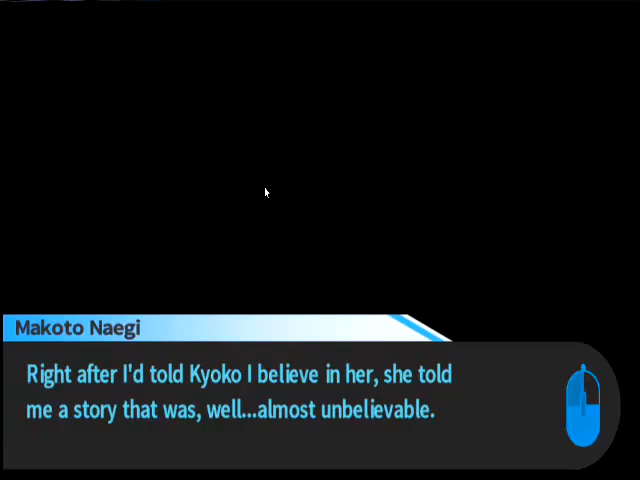 Makoto Naegi
Right after I'd told Kyoko I believe in her, she told
me a story that was, well...almost unbelievable.